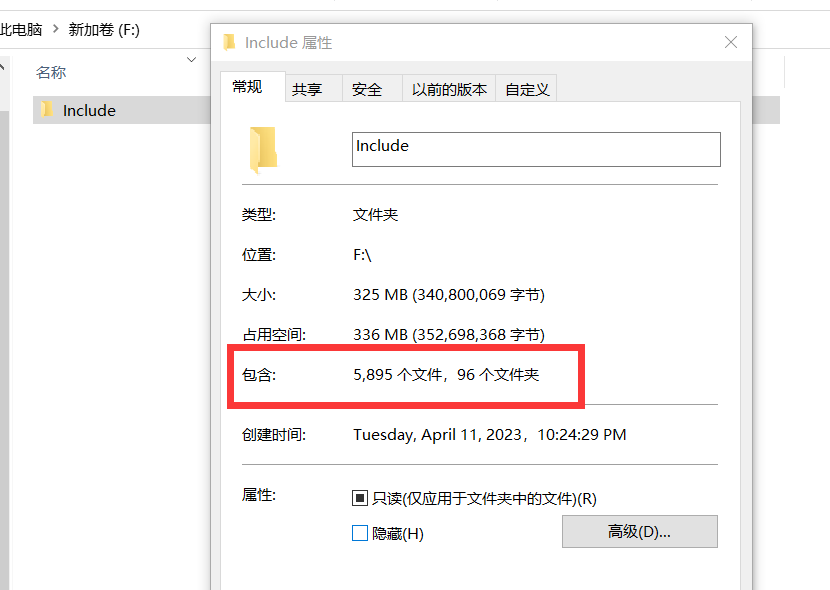 此电脑 > 新加卷 (F:)
名称
Include
Include 属性
常规 共享 安全 以前的版本 自定义
Include
类型: 文件夹
位置: F:\
大小: 325 MB (340,800,069 字节)
占用空间: 336 MB (352,698,368 字节)
包含: 5,895 个文件，96 个文件夹
创建时间: Tuesday, April 11, 2023，10:24:29 PM
属性: 只读(仅应用于文件夹中的文件)(R)
隐藏(H) 高级(D)...